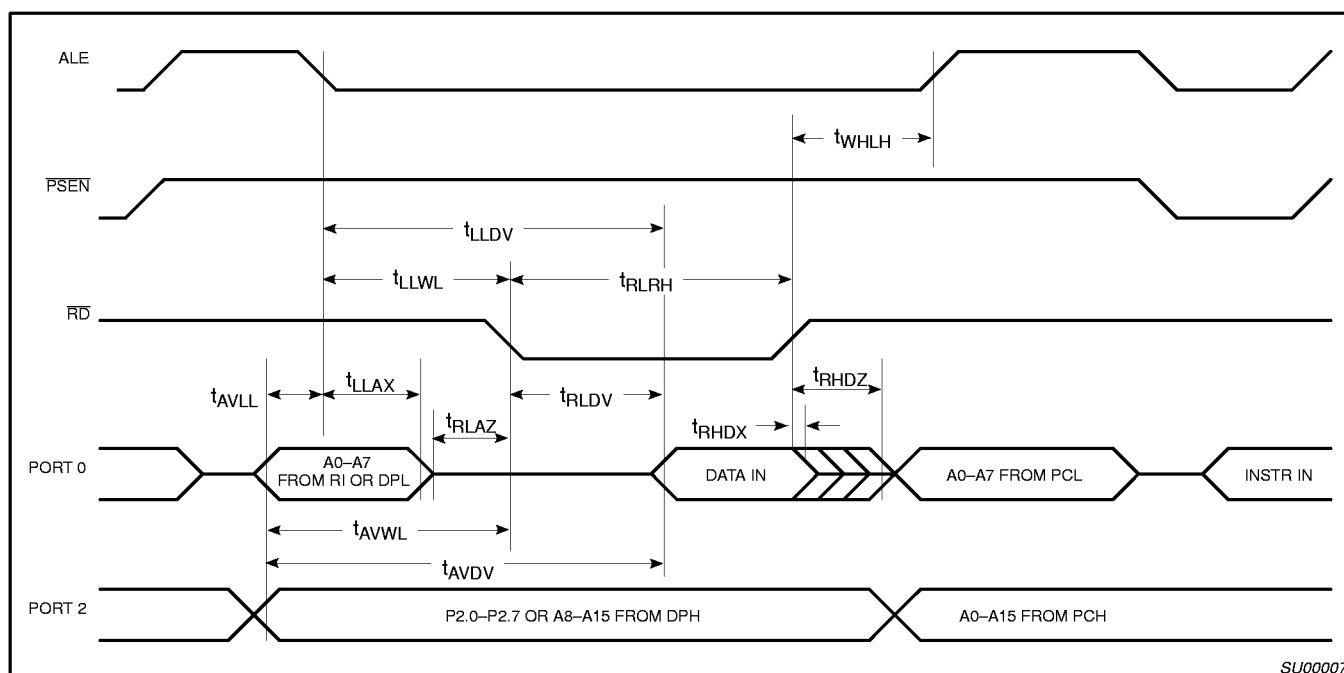 ALE
tWHLH
PSEN
tLLDV
tLLWL
tRLRH
RD
tAVLL
tLLAX
tRLDV
tRHDZ
tRLAZ
tRHDX
PORT 0
A0–A7
FROM RI OR DPL
DATA IN
A0–A7 FROM PCL
INSTR IN
tAVWL
tAVDV
PORT 2
P2.0–P2.7 OR A8–A15 FROM DPH
A0–A15 FROM PCH
SU00007